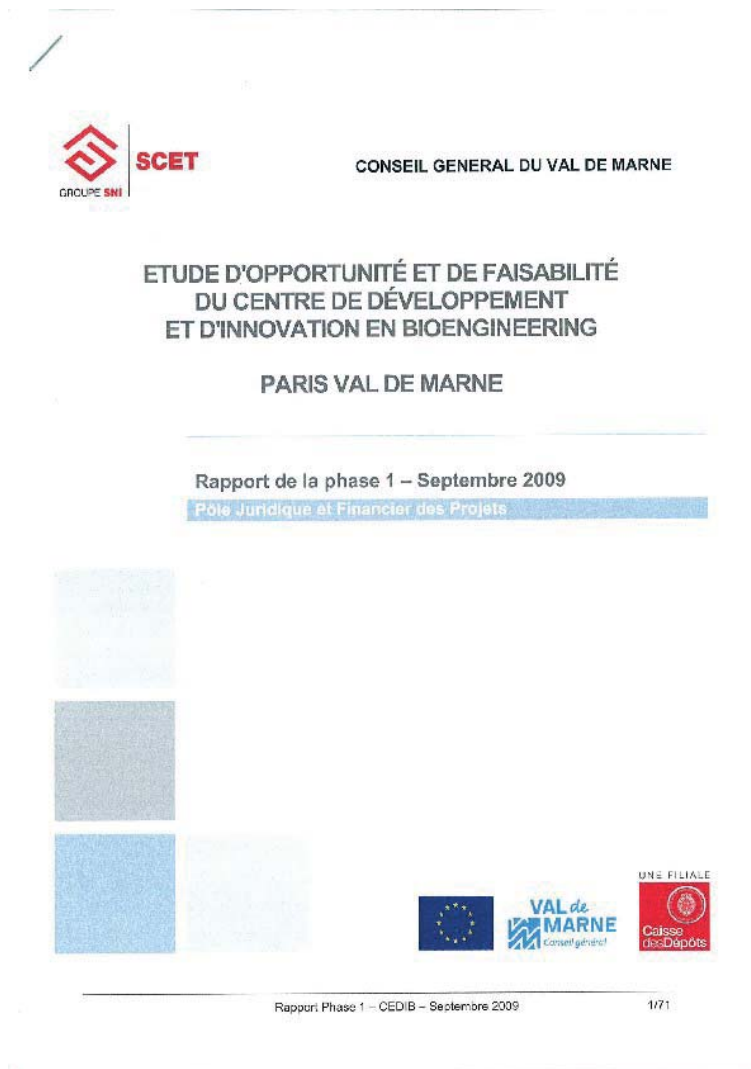 SCET
GROUPE SNI
CONSEIL GENERAL DU VAL DE MARNE
ETUDE D'OPPORTUNITÉ ET DE FAISABILITÉ
DU CENTRE DE DÉVELOPPEMENT
ET D'INNOVATION EN BIOENGINEERING
PARIS VAL DE MARNE
Rapport de la phase 1 – Septembre 2009
Pôle Juridique et Financier des Projets
UNE FILIALE
VAL de
MARNE
Conseil général
Caisse
desDépôts
Rapport Phase 1 – CEDIB – Septembre 2009
1/71